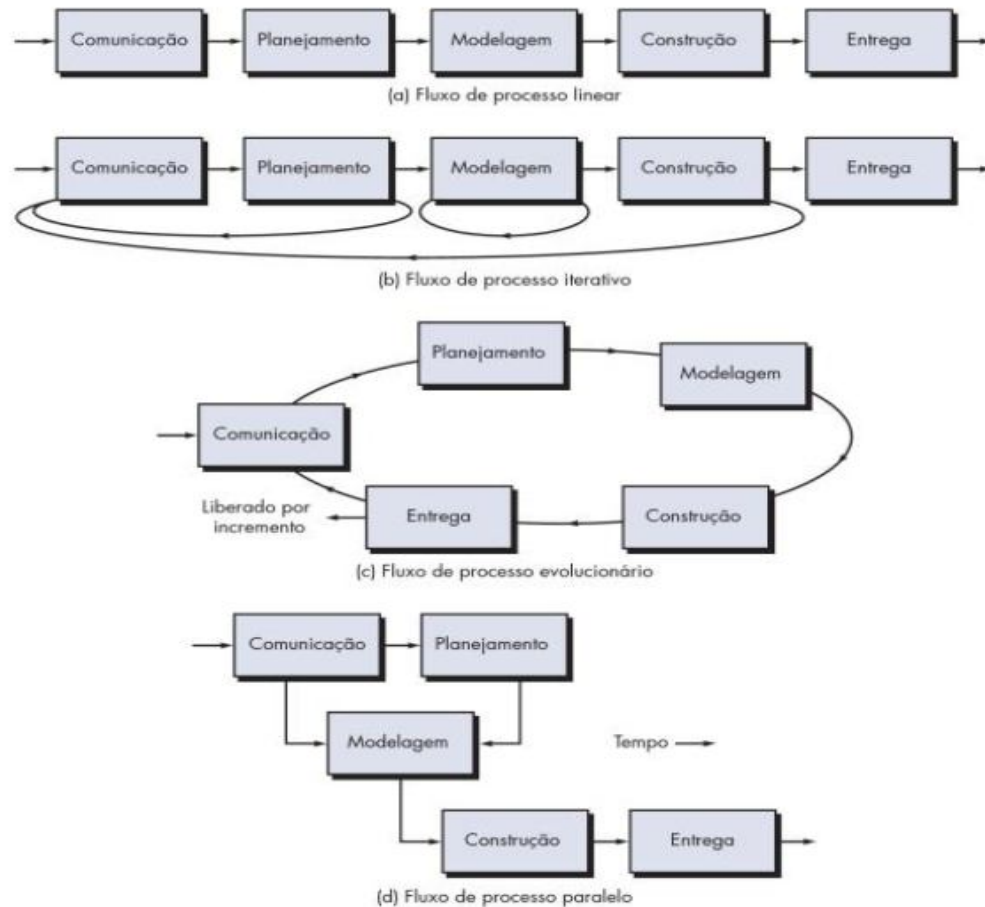 Comunicação
Planejamento
Modelagem
Construção
Entrega
(a) Fluxo de processo linear
Comunicação
Planejamento
Modelagem
Construção
Entrega
(b) Fluxo de processo iterativo
Planejamento
Modelagem
Comunicação
Liberado por
incremento
Entrega
Construção
(c) Fluxo de processo evolucionário
Comunicação
Planejamento
Modelagem
Tempo
Construção
Entrega
(d) Fluxo de processo paralelo